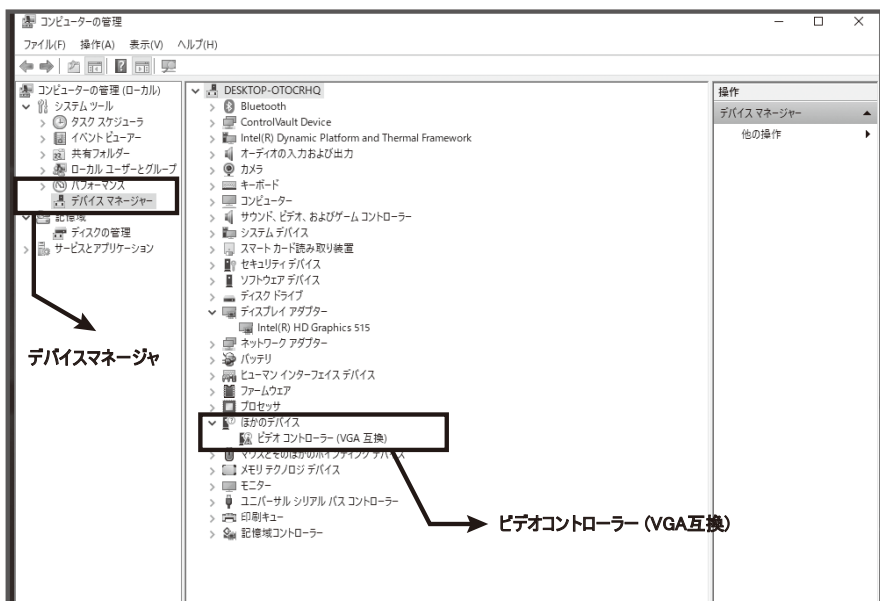 コンピューターの管理
ファイル(F) 操作(A) 表示(V) ヘルプ(H)
コンピューターの管理 (ローカル)
システム ツール
タスク スケジューラ
イベント ビューアー
共有フォルダー
ローカル ユーザーとグループ
パフォーマンス
デバイス マネージャー
記憶域
ディスクの管理
サービスとアプリケーション
デバイスマネージャ
DESKTOP-OTOCRHQ
Bluetooth
ControlVault Device
Intel(R) Dynamic Platform and Thermal Framework
オーディオの入力および出力
カメラ
キーボード
コンピューター
サウンド、ビデオ、およびゲーム コントローラー
システム デバイス
スマート カード読み取り装置
セキュリティ デバイス
ソフトウェア デバイス
ディスク ドライブ
ディスプレイ アダプター
Intel(R) HD Graphics 515
ネットワーク アダプター
バッテリ
ヒューマン インターフェイス デバイス
ファームウェア
プロセッサ
ほかのデバイス
ビデオ コントローラー (VGA 互換)
マウスとそのほかのポインティング デバイス
メモリ テクノロジ デバイス
モニター
ユニバーサル シリアル バス コントローラー
印刷キュー
記憶域コントローラー
ビデオコントローラー (VGA互換)
操作
デバイス マネージャー
他の操作